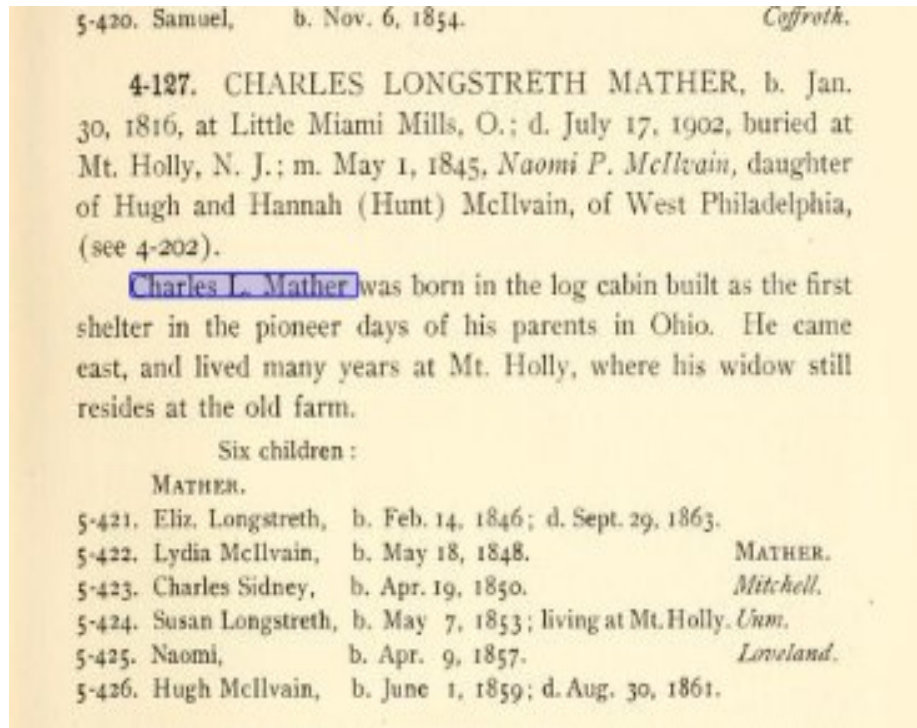 5-420. Samuel, b. Nov. 6, 1854. Coffroth.
4-127. CHARLES LONGSTRETH MATHER, b. Jan.
30, 1816, at Little Miami Mills, O.; d. July 17, 1902, buried at
Mt. Holly, N. J.; m. May 1, 1845, Naomi P. McIlvain, daughter
of Hugh and Hannah (Hunt) McIlvain, of West Philadelphia,
(see 4-202).
Charles L. Mather was born in the log cabin built as the first
shelter in the pioneer days of his parents in Ohio. He came
east, and lived many years at Mt. Holly, where his widow still
resides at the old farm.
Six children :
MATHER.
5-421. Eliz. Longstreth, b. Feb. 14, 1846; d. Sept. 29, 1863.
5-422. Lydia McIlvain, b. May 18, 1848. MATHER.
5-423. Charles Sidney, b. Apr. 19, 1850. Mitchell.
5-424. Susan Longstreth, b. May 7, 1853; living at Mt. Holly. Unm.
5-425. Naomi, b. Apr. 9, 1857. Loveland.
5-426. Hugh McIlvain, b. June 1, 1859; d. Aug. 30, 1861.